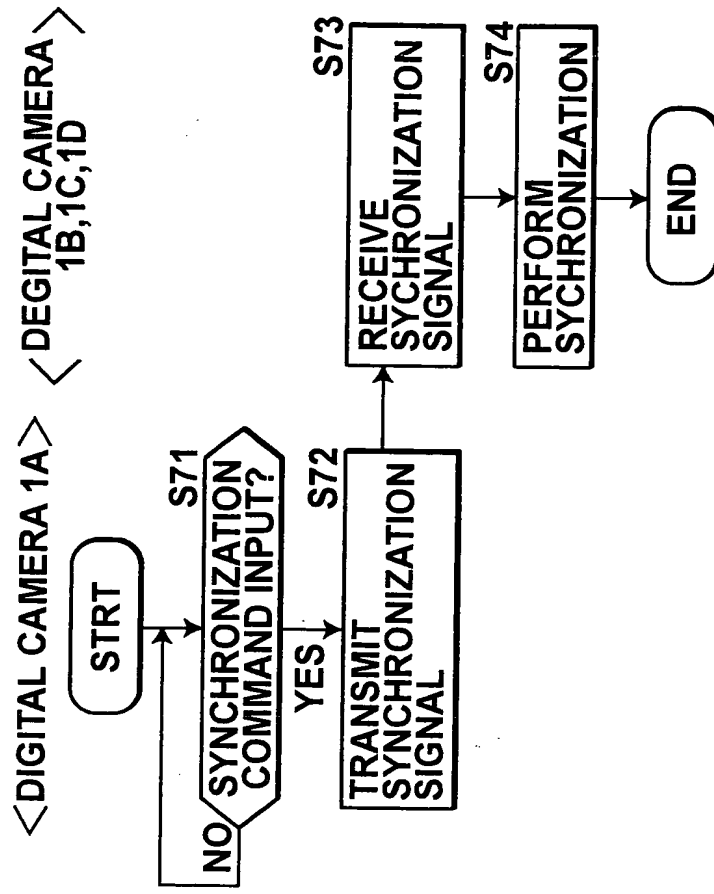 <DIGITAL CAMERA 1A>
STRT
S71
SYNCHRONIZATION
COMMAND INPUT?
NO
YES
S72
TRANSMIT
SYNCHRONIZATION
SIGNAL
<DEGITAL CAMERA
1B,1C,1D>
S73
RECEIVE
SYCHRONIZATION
SIGNAL
S74
PERFORM
SYCHRONIZATION
END